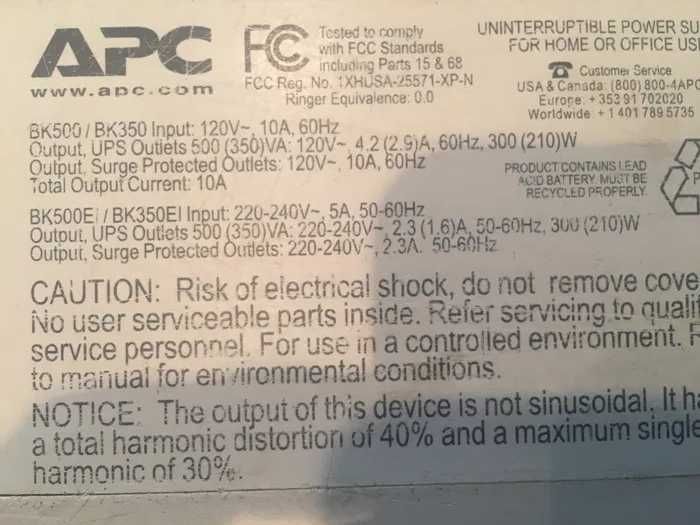 APC
www.apc.com
FC
Tested to comply
with FCC Standards
including Parts 15 & 68
FCC Reg. No. 1XHUSA-25571-XP-N
Ringer Equivalence: 0.0
UNINTERRUPTIBLE POWER SU
FOR HOME OR OFFICE US
Customer Service
USA & Canada: (800) 800-4APC
Europe: + 353 91 702020
Worldwide: + 1 401 789 5735
BK500 / BK350 Input: 120V~, 10A, 60Hz
Output, UPS Outlets 500 (350)VA: 120V~, 4.2 (2.9)A, 60Hz, 300 (210)W
Output, Surge Protected Outlets: 120V~, 10A, 60Hz
Total Output Current: 10A
PRODUCT CONTAINS LEAD
ACID BATTERY. MUST BE
RECYCLED PROPERLY.
P
BK500EI / BK350EI Input: 220-240V~, 5A, 50-60Hz
Output, UPS Outlets 500 (350)VA: 220-240V~, 2.3 (1.6)A, 50-60Hz, 300 (210)W
Output, Surge Protected Outlets: 220-240V~, 2.3A. 50-60Hz
CAUTION: Risk of electrical shock, do not remove cove
No user serviceable parts inside. Refer servicing to qualif
service personnel. For use in a controlled environment. R
to manual for environmental conditions.
NOTICE: The output of this device is not sinusoidal. It ha
a total harmonic distortion of 40% and a maximum single
harmonic of 30%.